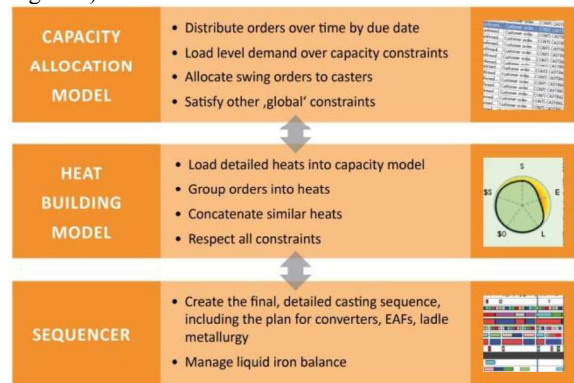 CAPACITY
ALLOCATION
MODEL
• Distribute orders over time by due date
• Load level demand over capacity constraints
• Allocate swing orders to casters
• Satisfy other ‚global‘ constraints
HEAT
BUILDING
MODEL
• Load detailed heats into capacity model
• Group orders into heats
• Concatenate similar heats
• Respect all constraints
S
$S
E
$O
L
SEQUENCER
• Create the final, detailed casting sequence,
including the plan for converters, EAFs, ladle
metallurgy
• Manage liquid iron balance